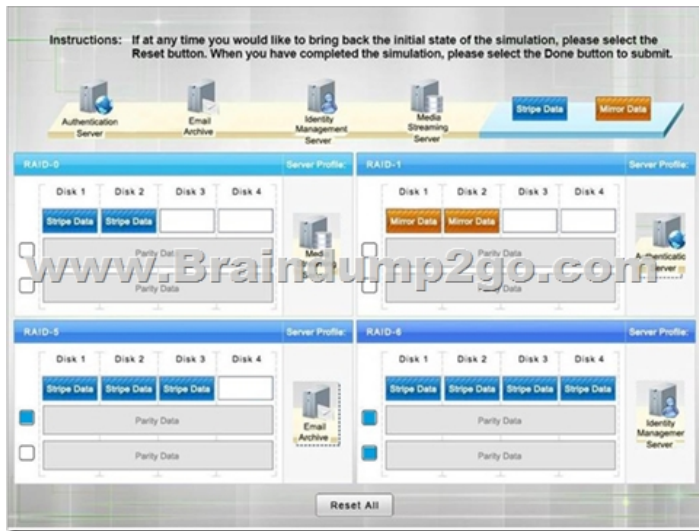 Instructions: If at any time you would like to bring back the initial state of the simulation, please select the
Reset button. When you have completed the simulation, please select the Done button to submit.
Authentication
Server
Email
Archive
Identity
Management
Server
Media
Streaming
Server
Stripe Data
Mirror Data
RAID-0
Server Profile:
Disk 1 Disk 2 Disk 3 Disk 4
Stripe Data Stripe Data
Parity Data
Parity Data
RAID-1
Server Profile:
Disk 1 Disk 2 Disk 3 Disk 4
Mirror Data Mirror Data
Authentication
Server
Parity Data
Parity Data
www.Braindump2go.com
RAID-5
Server Profile:
Disk 1 Disk 2 Disk 3 Disk 4
Stripe Data Stripe Data Stripe Data
Email
Archive
Parity Data
Parity Data
RAID-6
Server Profile:
Disk 1 Disk 2 Disk 3 Disk 4
Stripe Data Stripe Data Stripe Data Stripe Data
Identity
Managemer
Server
Parity Data
Parity Data
Reset All